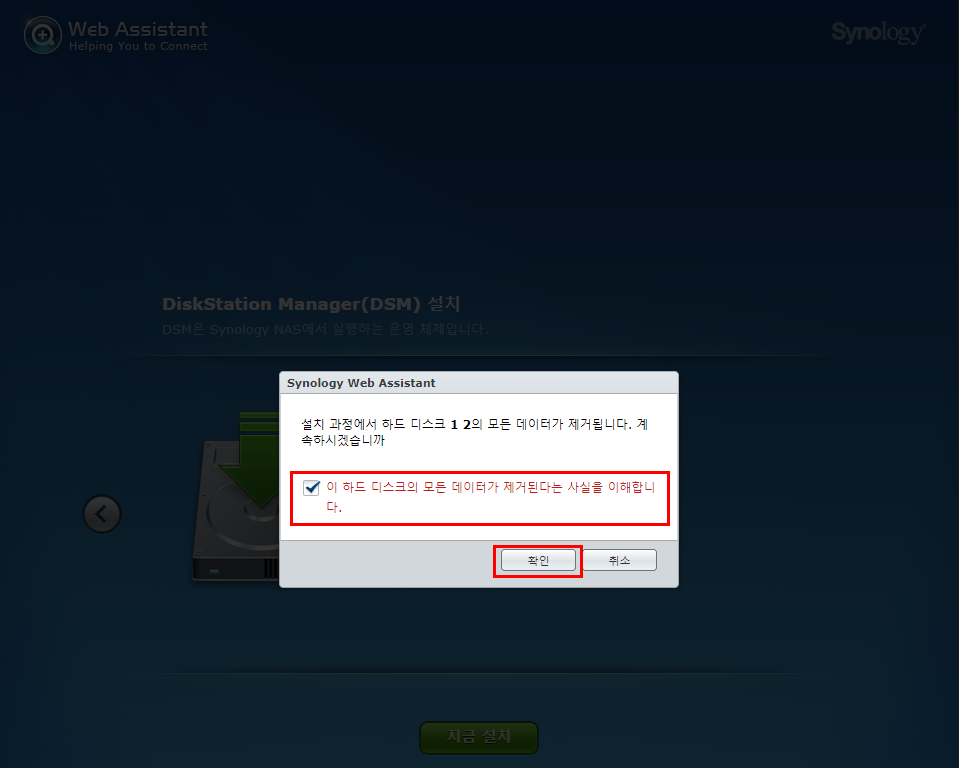 Web Assistant
Helping You to Connect
Synology
DiskStation Manager(DSM) 설치
DSM은 Synology NAS에서 실행하는 운영 체제입니다.
Synology Web Assistant
설치 과정에서 하드 디스크 1 2의 모든 데이터가 제거됩니다. 계
속하시겠습니까
이 하드 디스크의 모든 데이터가 제거된다는 사실을 이해합니
다.
확인
취소
지금 설치